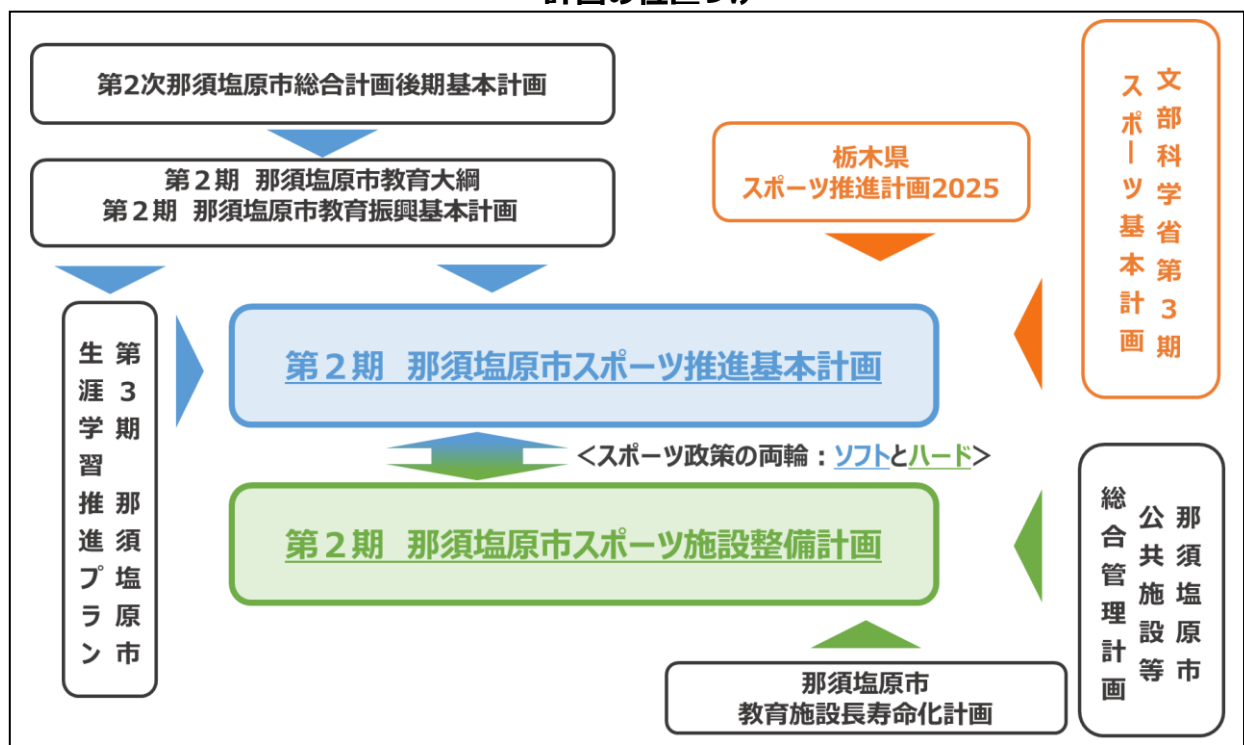 第2次那須塩原市総合計画後期基本計画
第２期 那須塩原市教育大綱
第２期 那須塩原市教育振興基本計画
栃木県
スポーツ推進計画2025
文部科学省第３期
スポーツ基本計画
第３期 那須塩原市
生涯学習推進プラン
第２期 那須塩原市スポーツ推進基本計画
＜スポーツ政策の両輪：ソフトとハード＞
第２期 那須塩原市スポーツ施設整備計画
那須塩原市
公共施設等
総合管理計画
那須塩原市
教育施設長寿命化計画